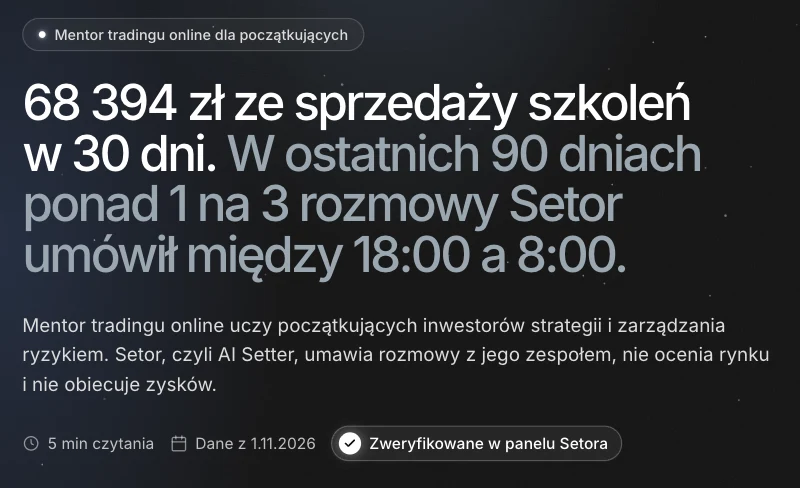 Mentor tradingu online dla początkujących
68 394 zł ze sprzedaży szkoleń
w 30 dni. W ostatnich 90 dniach
ponad 1 na 3 rozmowy Setor
umówił między 18:00 a 8:00.
Mentor tradingu online uczy początkujących inwestorów strategii i zarządzania
ryzykiem. Setor, czyli AI Setter, umawia rozmowy z jego zespołem, nie ocenia rynku
i nie obiecuje zysków.
5 min czytania Dane z 1.11.2026 Zweryfikowane w panelu Setora